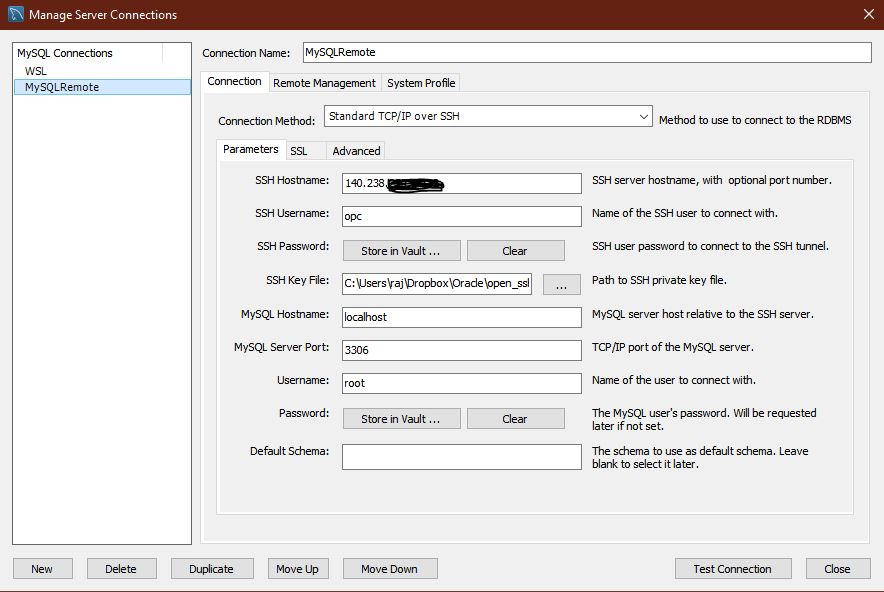 Manage Server Connections
MySQL Connections
WSL
MySQLRemote
Connection Name: MySQLRemote
Connection Remote Management System Profile
Connection Method: Standard TCP/IP over SSH Method to use to connect to the RDBMS
Parameters SSL Advanced
SSH Hostname: 140.238. SSH server hostname, with optional port number.
SSH Username: opc Name of the SSH user to connect with.
SSH Password: Store in Vault ... Clear SSH user password to connect to the SSH tunnel.
SSH Key File: C:\Users\raj\Dropbox\Oracle\open_ssl ... Path to SSH private key file.
MySQL Hostname: localhost MySQL server host relative to the SSH server.
MySQL Server Port: 3306 TCP/IP port of the MySQL server.
Username: root Name of the user to connect with.
Password: Store in Vault ... Clear The MySQL user's password. Will be requested
later if not set.
Default Schema: The schema to use as default schema. Leave
blank to select it later.
New Delete Duplicate Move Up Move Down Test Connection Close